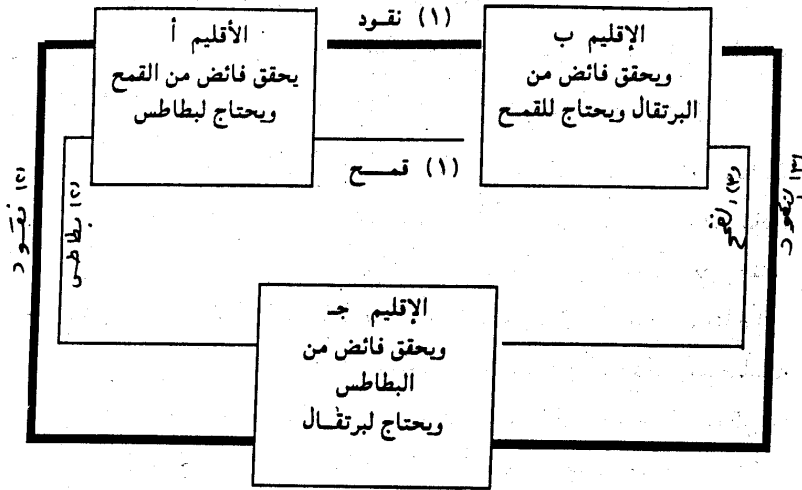 (١) نقود
الأقليم أ
يحقق فائض من القمح
ويحتاج لبطاطس
الإقليم ب
ويحقق فائض من
البرتقال ويحتاج للقمح
(١) قمح
(٢) نقود
(٢) بطاطس
(٣)
(٣) نقود
الإقليم جـ
ويحقق فائض من
البطاطس
ويحتاج لبرتقال